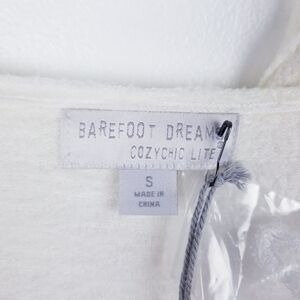 BAREFOOT DREAMS
COZYCHIC LITE
S
MADE IN
CHINA